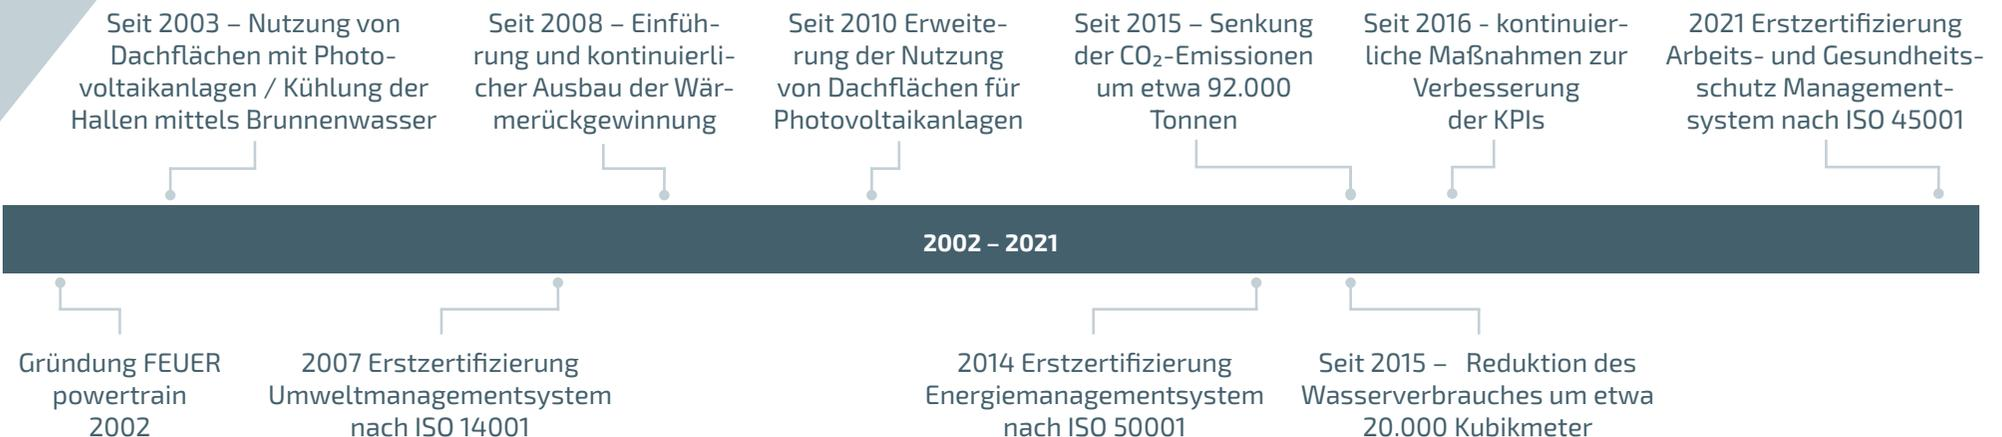 Seit 2003 – Nutzung von
Dachflächen mit Photo-
voltaikanlagen / Kühlung der
Hallen mittels Brunnenwasser
Seit 2008 – Einfüh-
rung und kontinuierli-
cher Ausbau der Wär-
merückgewinnung
Seit 2010 Erweite-
rung der Nutzung
von Dachflächen für
Photovoltaikanlagen
Seit 2015 – Senkung
der CO₂-Emissionen
um etwa 92.000
Tonnen
Seit 2016 - kontinuier-
liche Maßnahmen zur
Verbesserung
der KPIs
2021 Erstzertifizierung
Arbeits- und Gesundheits-
schutz Management-
system nach ISO 45001
2002 – 2021
Gründung FEUER
powertrain
2002
2007 Erstzertifizierung
Umweltmanagementsystem
nach ISO 14001
2014 Erstzertifizierung
Energiemanagementsystem
nach ISO 50001
Seit 2015 – Reduktion des
Wasserverbrauches um etwa
20.000 Kubikmeter